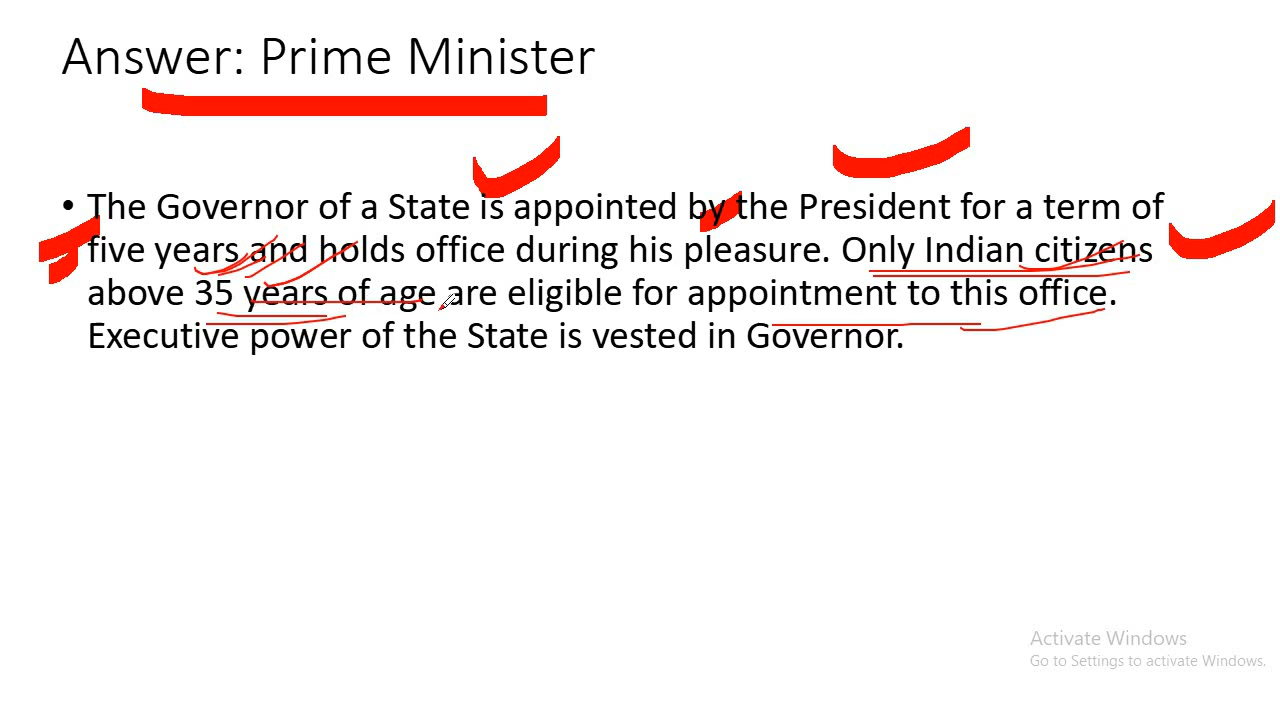 Answer: Prime Minister
• The Governor of a State is appointed by the President for a term of
five years and holds office during his pleasure. Only Indian citizens
above 35 years of age are eligible for appointment to this office.
Executive power of the State is vested in Governor.
Activate Windows
Go to Settings to activate Windows.